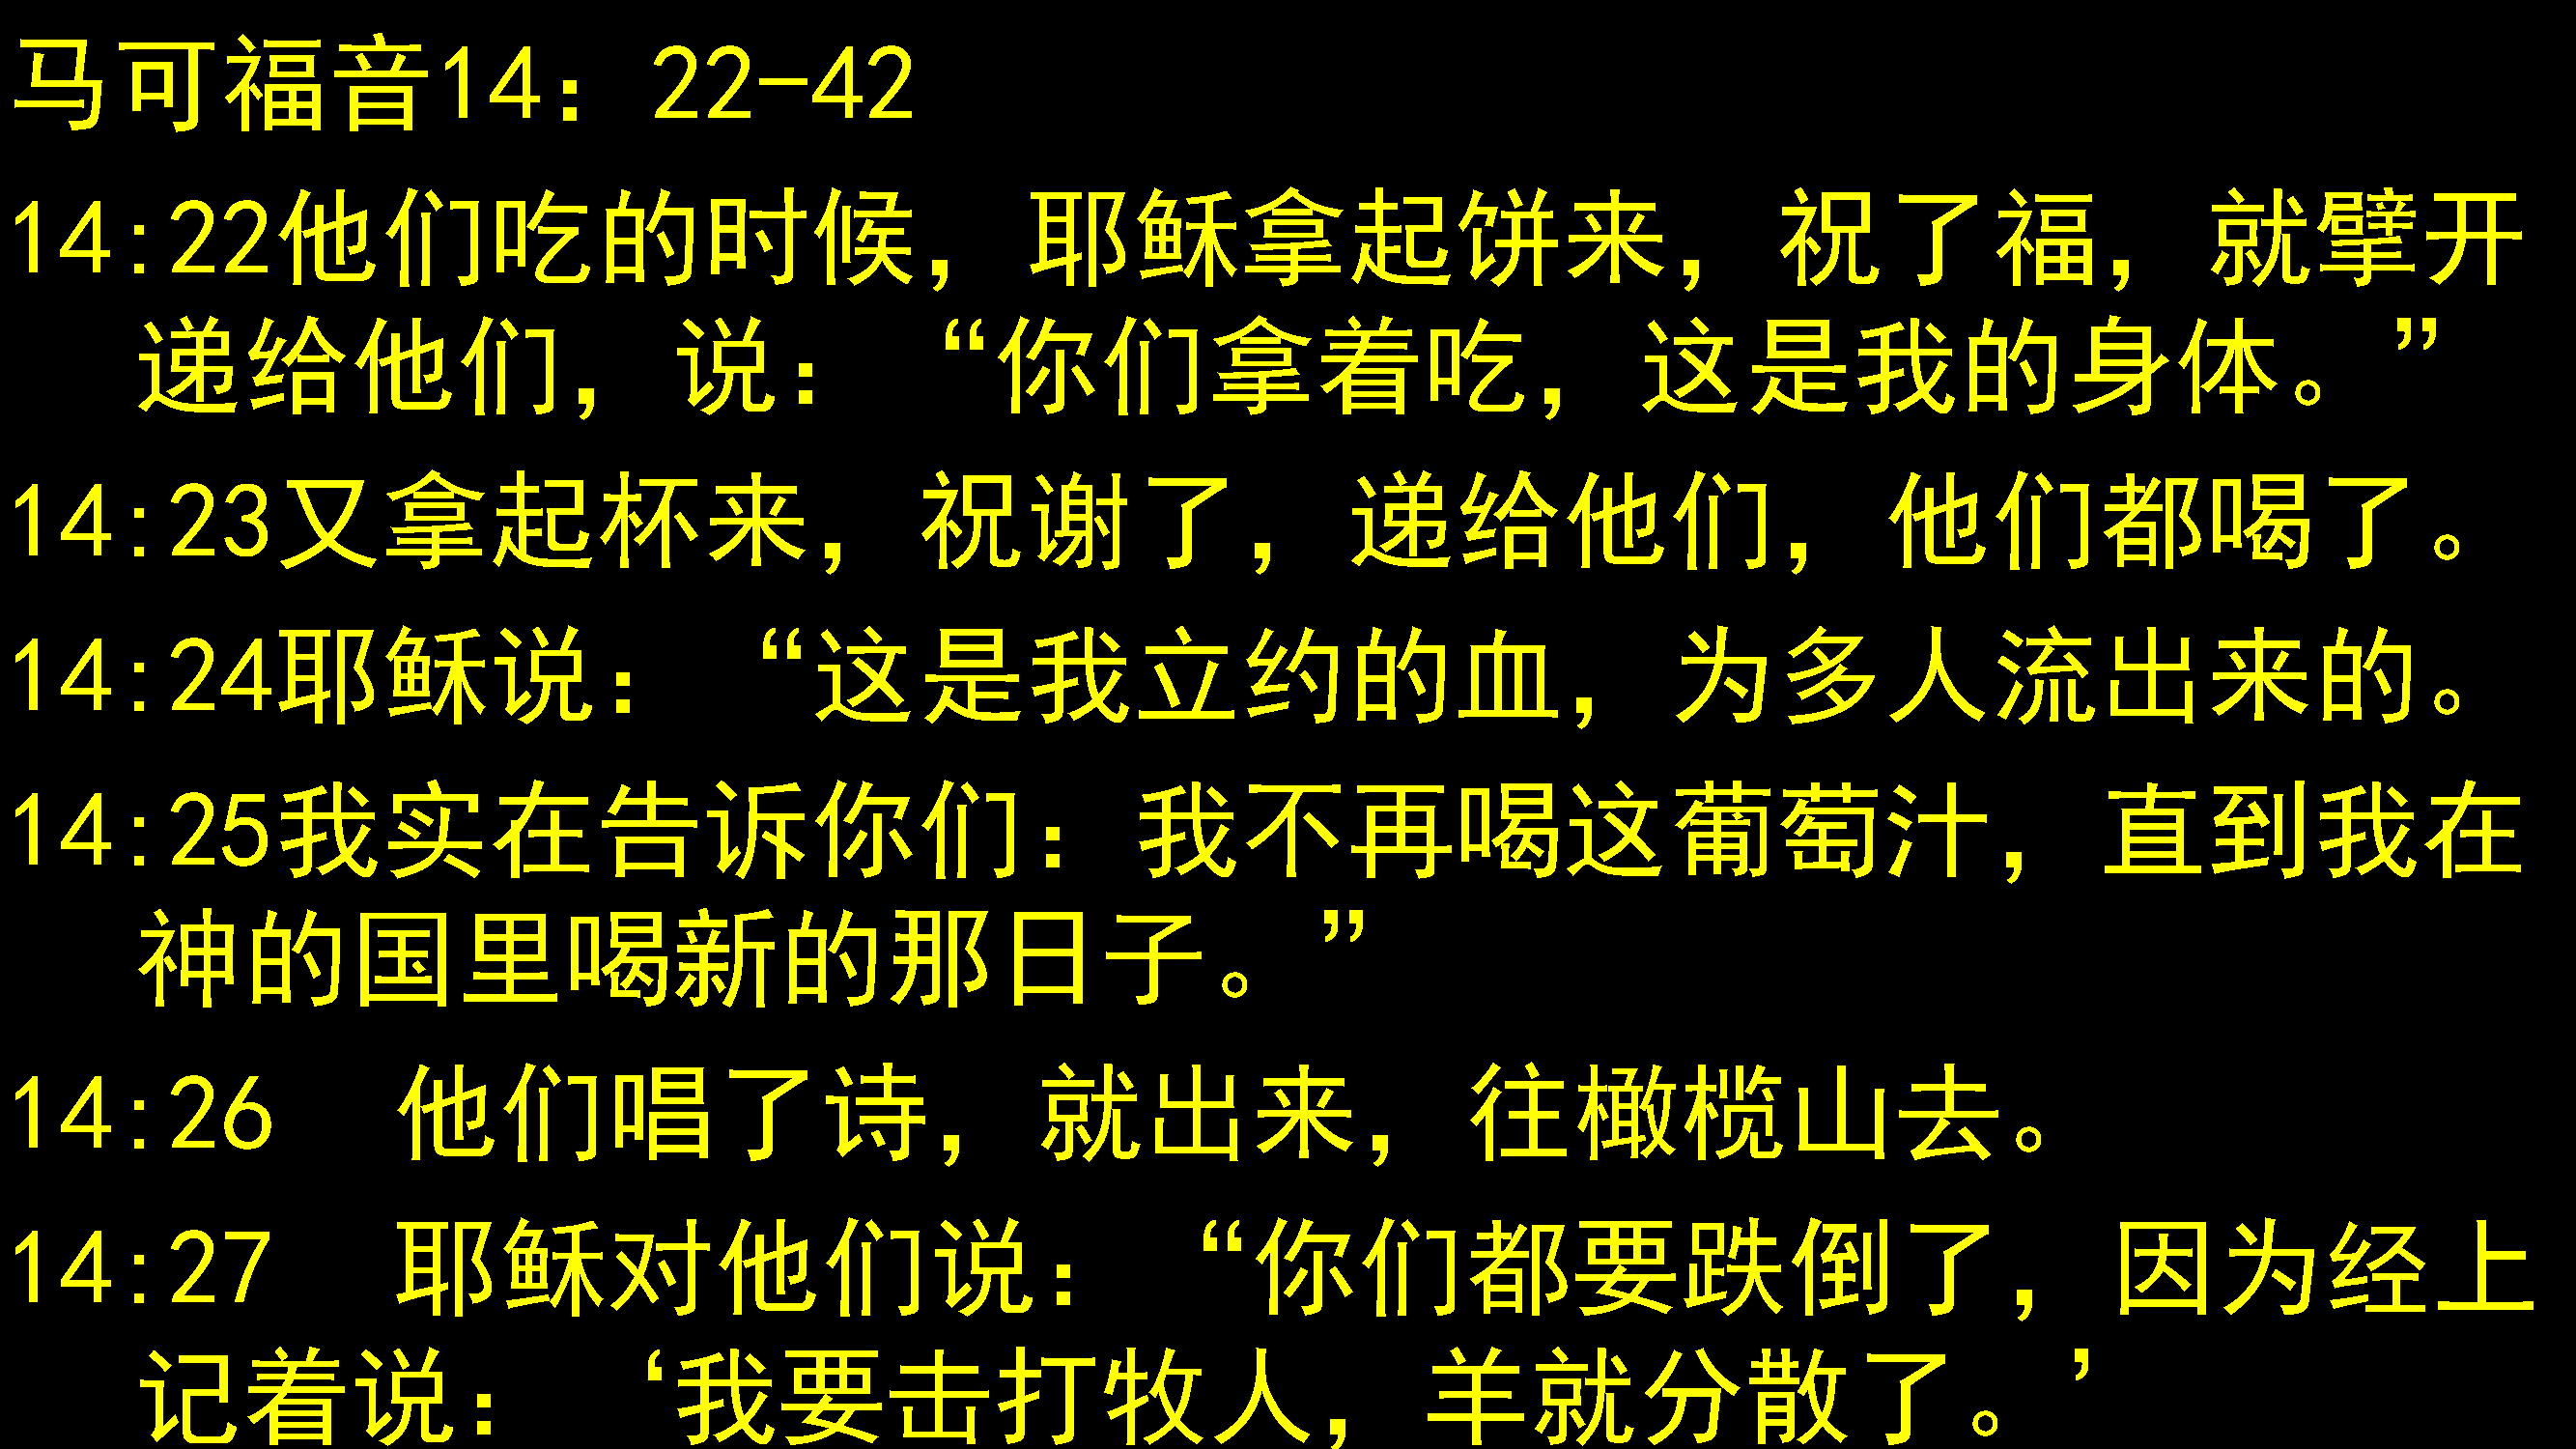 马可福音14：22-42
14:22他们吃的时候，耶稣拿起饼来，祝了福，就擘开
递给他们，说：“你们拿着吃，这是我的身体。”
14:23又拿起杯来，祝谢了，递给他们，他们都喝了。
14:24耶稣说：“这是我立约的血，为多人流出来的。
14:25我实在告诉你们：我不再喝这葡萄汁，直到我在
神的国里喝新的那日子。”
14:26　他们唱了诗，就出来，往橄榄山去。
14:27　耶稣对他们说：“你们都要跌倒了，因为经上
记着说：‘我要击打牧人，羊就分散了。’